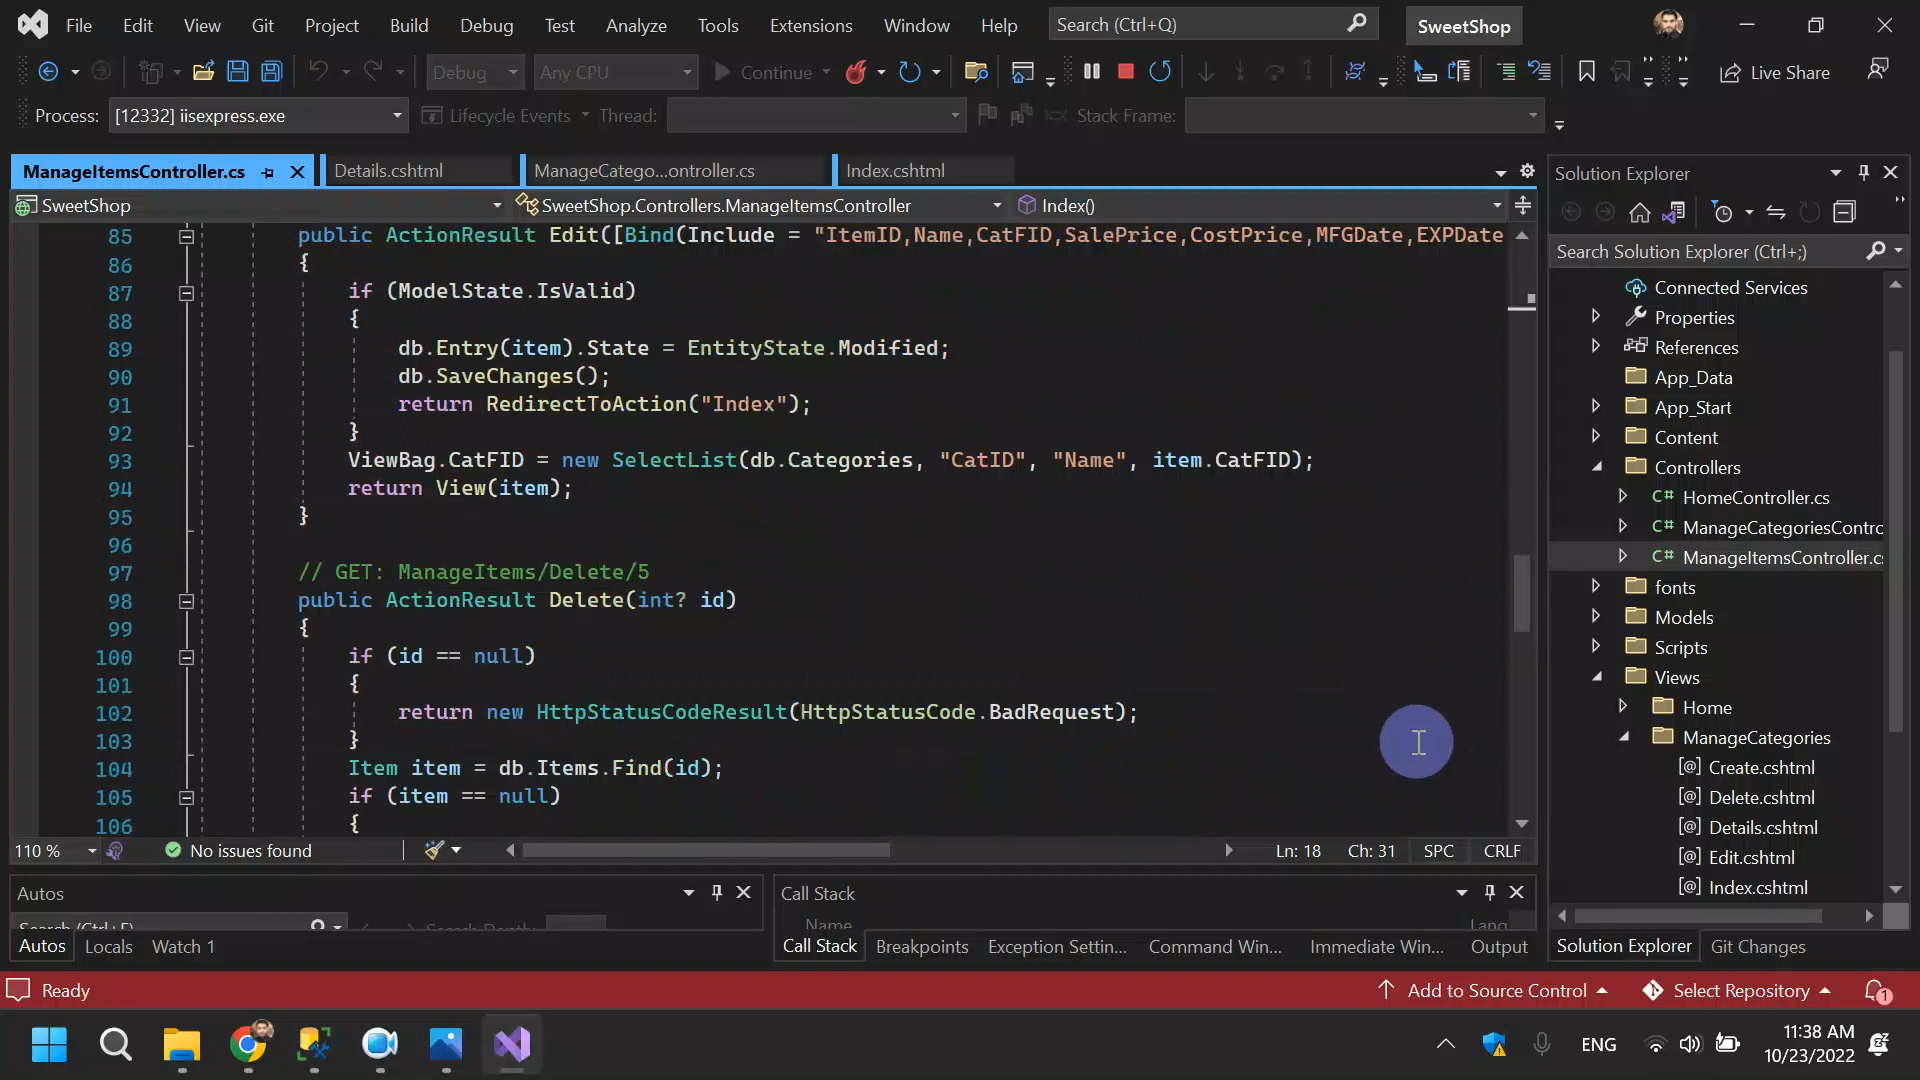 File Edit View Git Project Build Debug Test Analyze Tools Extensions Window Help Search (Ctrl+Q) SweetShop
Debug Any CPU Continue Live Share
Process: [12332] iisexpress.exe Lifecycle Events Thread: Stack Frame:
ManageItemsController.cs Details.cshtml ManageCatego...ontroller.cs Index.cshtml
SweetShop SweetShop.Controllers.ManageItemsController Index()
85 public ActionResult Edit([Bind(Include = "ItemID,Name,CatFID,SalePrice,CostPrice,MFGDate,EXPDate
86 {
87 if (ModelState.IsValid)
88 {
89 db.Entry(item).State = EntityState.Modified;
90 db.SaveChanges();
91 return RedirectToAction("Index");
92 }
93 ViewBag.CatFID = new SelectList(db.Categories, "CatID", "Name", item.CatFID);
94 return View(item);
95 }
96
97 // GET: ManageItems/Delete/5
98 public ActionResult Delete(int? id)
99 {
100 if (id == null)
101 {
102 return new HttpStatusCodeResult(HttpStatusCode.BadRequest);
103 }
104 Item item = db.Items.Find(id);
105 if (item == null)
106 {
110 % No issues found Ln: 18 Ch: 31 SPC CRLF
Autos
Search (Ctrl+E) Search Depth:
Autos Locals Watch 1
Call Stack
Name Lang
Call Stack Breakpoints Exception Settin... Command Win... Immediate Win... Output
Solution Explorer
Search Solution Explorer (Ctrl+;)
Connected Services
Properties
References
App_Data
App_Start
Content
Controllers
C# HomeController.cs
C# ManageCategoriesContro
C# ManageItemsController.cs
fonts
Models
Scripts
Views
Home
ManageCategories
[@] Create.cshtml
[@] Delete.cshtml
[@] Details.cshtml
[@] Edit.cshtml
[@] Index.cshtml
Solution Explorer Git Changes
Ready Add to Source Control Select Repository 1
ENG 11:38 AM
10/23/2022